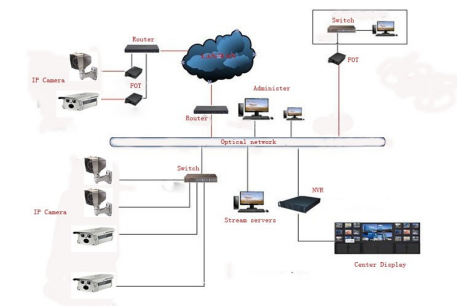 Switch
Router
POT
IP Camera
POT
Administer
Router
Optical network
Switch
NVR
IP Camera
Stream servers
Center Display